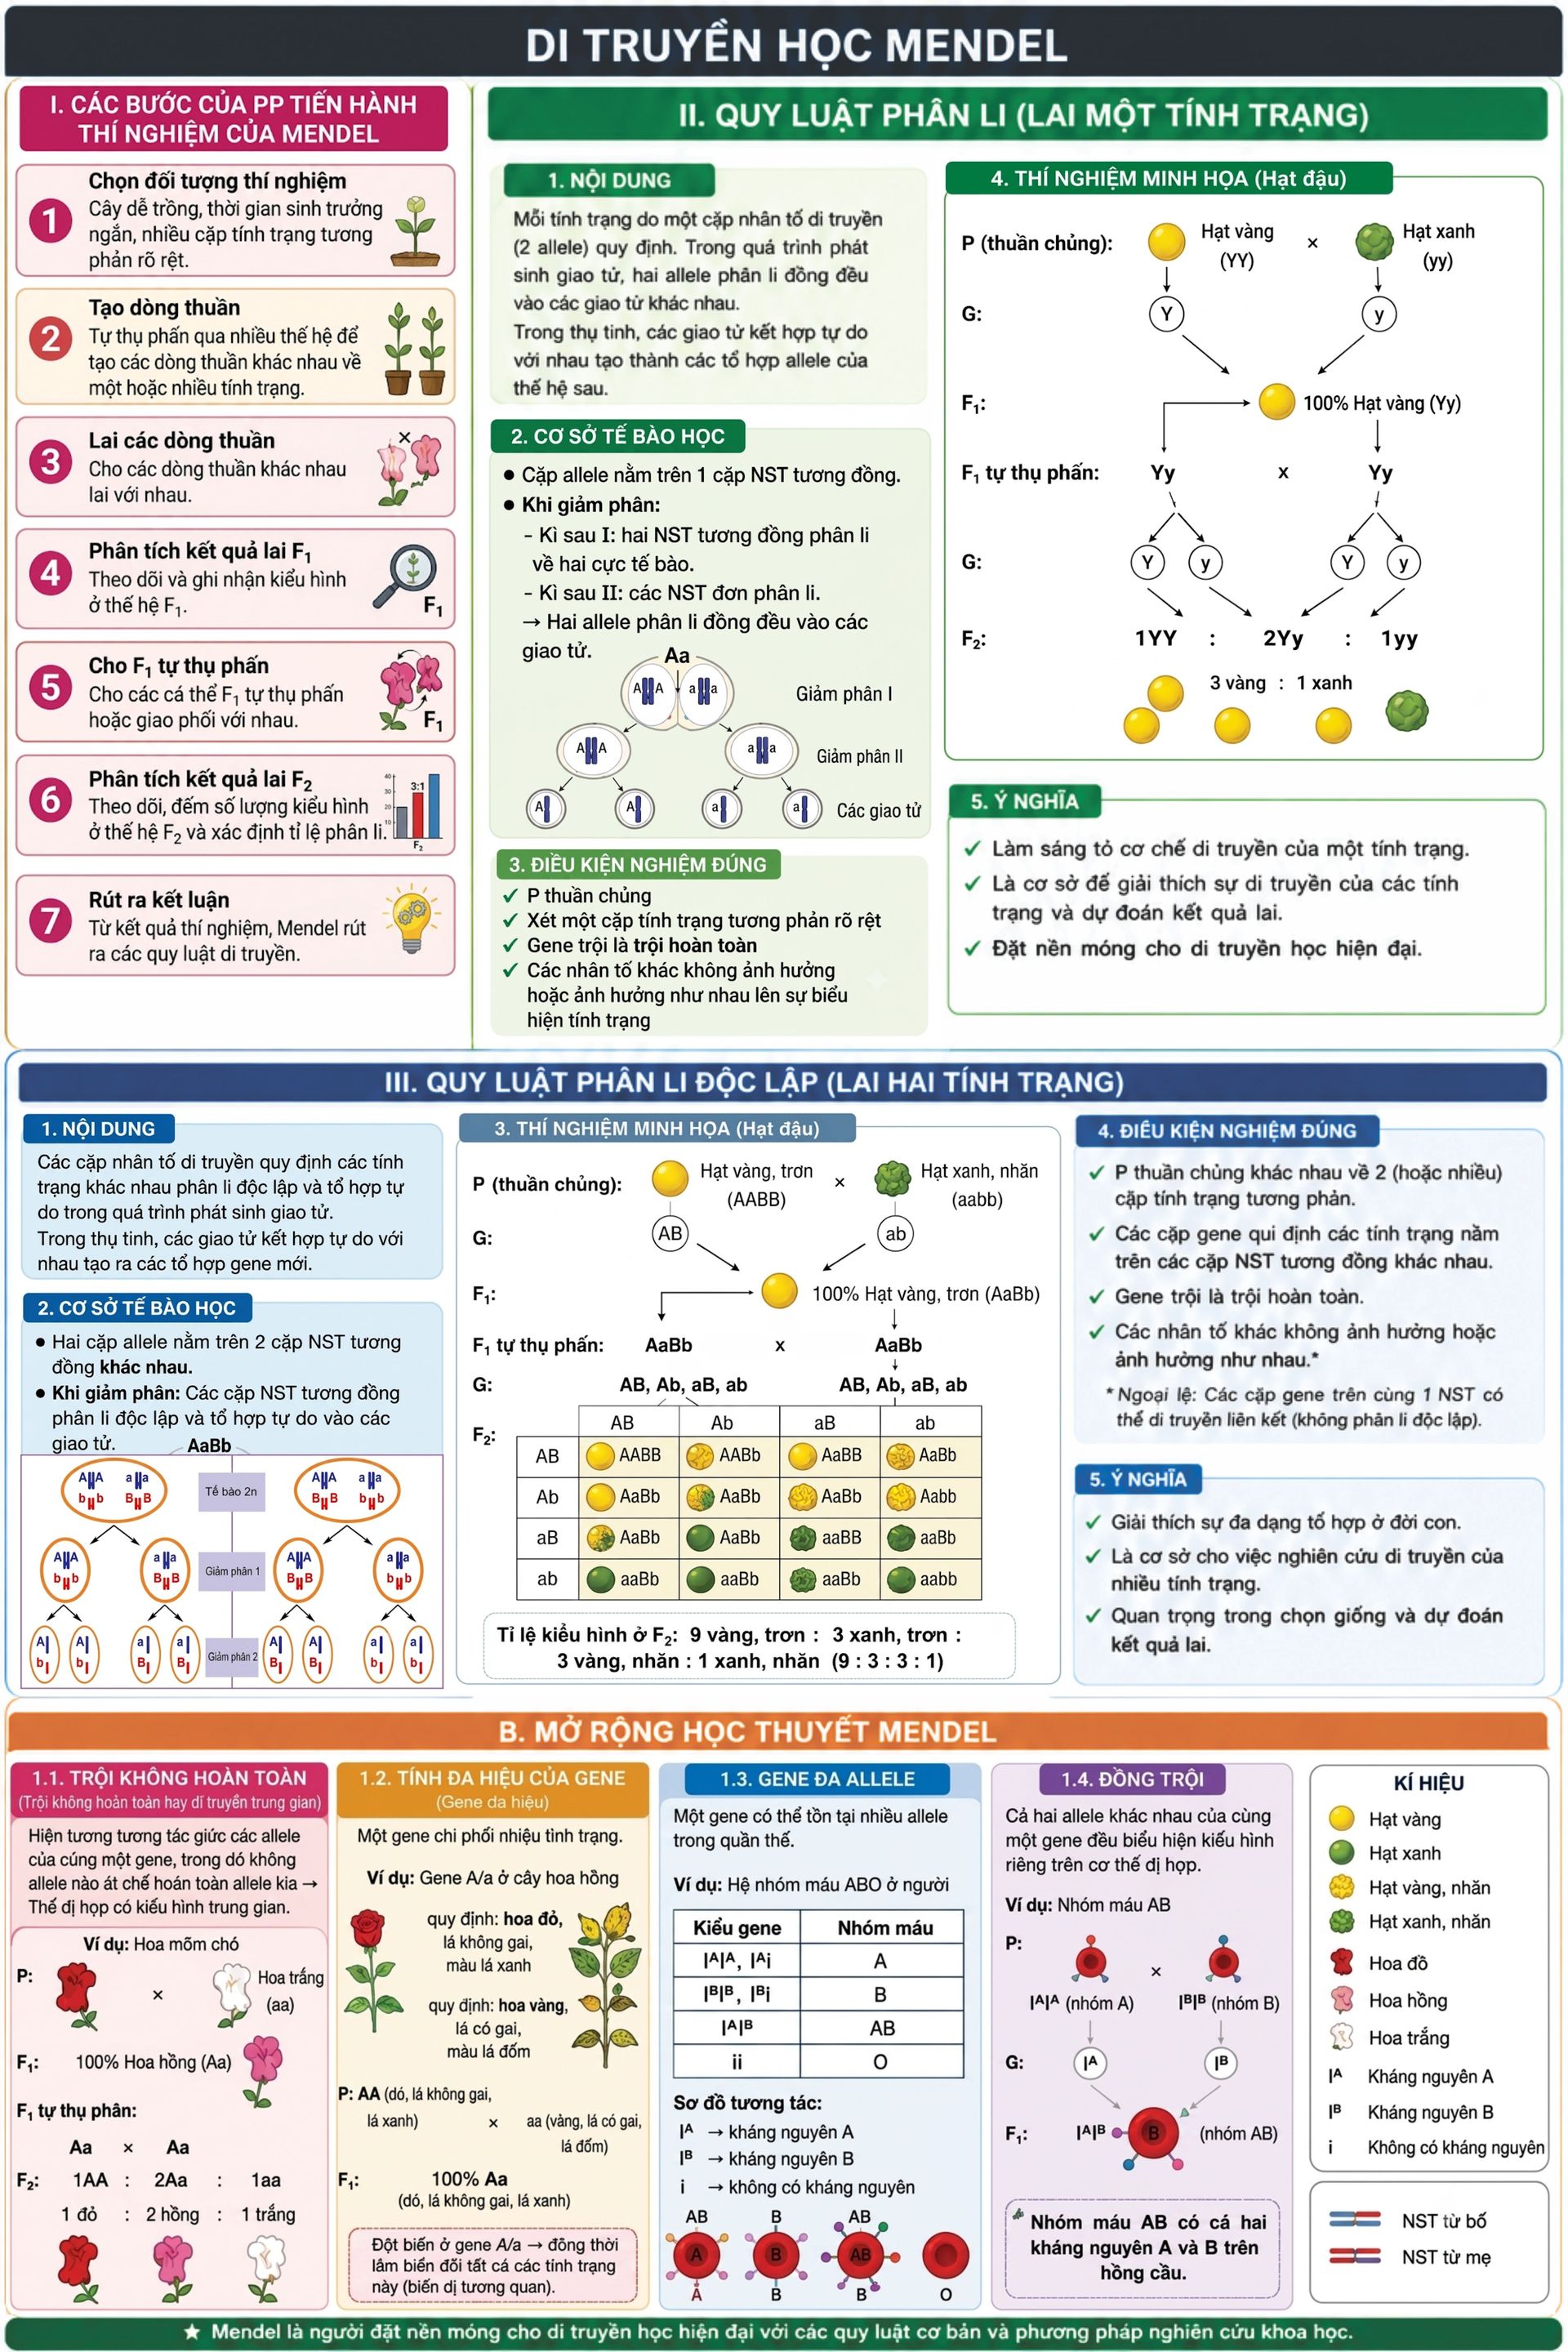 DI TRUYỀN HỌC MENDEL
I. CÁC BƯỚC CỦA PP TIẾN HÀNH
THÍ NGHIỆM CỦA MENDEL
1
Chọn đối tượng thí nghiệm
Cây dễ trồng, thời gian sinh trưởng
ngắn, nhiều cặp tính trạng tương
phản rõ rệt.
2
Tạo dòng thuần
Tự thụ phấn qua nhiều thế hệ để
tạo các dòng thuần khác nhau về
một hoặc nhiều tính trạng.
3
Lai các dòng thuần
Cho các dòng thuần khác nhau
lai với nhau.
×
4
Phân tích kết quả lai F₁
Theo dõi và ghi nhận kiểu hình
ở thế hệ F₁.
F₁
5
Cho F₁ tự thụ phấn
Cho các cá thể F₁ tự thụ phấn
hoặc giao phối với nhau.
F₁
6
Phân tích kết quả lai F₂
Theo dõi, đếm số lượng kiểu hình
ở thế hệ F₂ và xác định tỉ lệ phân li.
40
30
20
10
3:1
F₂
7
Rút ra kết luận
Từ kết quả thí nghiệm, Mendel rút
ra các quy luật di truyền.
II. QUY LUẬT PHÂN LI (LAI MỘT TÍNH TRẠNG)
1. NỘI DUNG
Mỗi tính trạng do một cặp nhân tố di truyền
(2 allele) quy định. Trong quá trình phát
sinh giao tử, hai allele phân li đồng đều
vào các giao tử khác nhau.
Trong thụ tinh, các giao tử kết hợp tự do
với nhau tạo thành các tổ hợp allele của
thế hệ sau.
2. CƠ SỞ TẾ BÀO HỌC
● Cặp allele nằm trên 1 cặp NST tương đồng.
● Khi giảm phân:
– Kì sau I: hai NST tương đồng phân li
về hai cực tế bào.
– Kì sau II: các NST đơn phân li.
→ Hai allele phân li đồng đều vào các
giao tử.
Aa
A A a a
Giảm phân I
A A a a
Giảm phân II
A A a a
Các giao tử
3. ĐIỀU KIỆN NGHIỆM ĐÚNG
✓ P thuần chủng
✓ Xét một cặp tính trạng tương phản rõ rệt
✓ Gene trội là trội hoàn toàn
✓ Các nhân tố khác không ảnh hưởng
hoặc ảnh hưởng như nhau lên sự biểu
hiện tính trạng
4. THÍ NGHIỆM MINH HỌA (Hạt đậu)
P (thuần chủng): Hạt vàng × Hạt xanh
(YY) (yy)
G: Y y
F₁: 100% Hạt vàng (Yy)
F₁ tự thụ phấn: Yy x Yy
G: Y y Y y
F₂: 1YY : 2Yy : 1yy
3 vàng : 1 xanh
5. Ý NGHĨA
✓ Làm sáng tỏ cơ chế di truyền của một tính trạng.
✓ Là cơ sở để giải thích sự di truyền của các tính
trạng và dự đoán kết quả lai.
✓ Đặt nền móng cho di truyền học hiện đại.
III. QUY LUẬT PHÂN LI ĐỘC LẬP (LAI HAI TÍNH TRẠNG)
1. NỘI DUNG
Các cặp nhân tố di truyền quy định các tính
trạng khác nhau phân li độc lập và tổ hợp tự
do trong quá trình phát sinh giao tử.
Trong thụ tinh, các giao tử kết hợp tự do với
nhau tạo ra các tổ hợp gene mới.
2. CƠ SỞ TẾ BÀO HỌC
● Hai cặp allele nằm trên 2 cặp NST tương
đồng khác nhau.
● Khi giảm phân: Các cặp NST tương đồng
phân li độc lập và tổ hợp tự do vào các
giao tử.
AaBb
A A a a A A a a
b b B B Tế bào 2n B B b b
A A a a A A a a
b b B B Giảm phân 1 B B b b
A A a a A A a a
b b B B Giảm phân 2 B B b b
3. THÍ NGHIỆM MINH HỌA (Hạt đậu)
P (thuần chủng): Hạt vàng, trơn × Hạt xanh, nhăn
(AABB) (aabb)
G: AB ab
F₁: 100% Hạt vàng, trơn (AaBb)
F₁ tự thụ phấn: AaBb x AaBb
G: AB, Ab, aB, ab AB, Ab, aB, ab
F₂:
AB Ab aB ab
AB AABB AABb AaBB AaBb
Ab AaBb AaBb AaBb Aabb
aB AaBb AaBb aaBB aaBb
ab aaBb aaBb aaBb aabb
Tỉ lệ kiểu hình ở F₂: 9 vàng, trơn : 3 xanh, trơn :
3 vàng, nhăn : 1 xanh, nhăn (9 : 3 : 3 : 1)
4. ĐIỀU KIỆN NGHIỆM ĐÚNG
✓ P thuần chủng khác nhau về 2 (hoặc nhiều)
cặp tính trạng tương phản.
✓ Các cặp gene qui định các tính trạng nằm
trên các cặp NST tương đồng khác nhau.
✓ Gene trội là trội hoàn toàn.
✓ Các nhân tố khác không ảnh hưởng hoặc
ảnh hưởng như nhau.*
* Ngoại lệ: Các cặp gene trên cùng 1 NST có
thể di truyền liên kết (không phân li độc lập).
5. Ý NGHĨA
✓ Giải thích sự đa dạng tổ hợp ở đời con.
✓ Là cơ sở cho việc nghiên cứu di truyền của
nhiều tính trạng.
✓ Quan trọng trong chọn giống và dự đoán
kết quả lai.
B. MỞ RỘNG HỌC THUYẾT MENDEL
1.1. TRỘI KHÔNG HOÀN TOÀN
(Trội không hoàn toàn hay dĩ truyền trung gian)
Hiện tương tương tác giức các allele
của cúng một gene, trong dó không
allele nào át chế hoán toàn allele kia →
Thế dị họp có kiểu hình trung gian.
Ví dụ: Hoa mõm chó
P: × Hoa trắng
(aa)
F₁: 100% Hoa hồng (Aa)
F₁ tự thụ phân:
Aa × Aa
F₂: 1AA : 2Aa : 1aa
1 đỏ : 2 hồng : 1 trắng
1.2. TÍNH ĐA HIỆU CỦA GENE
(Gene da hiệu)
Một gene chi phối nhiệu tình trạng.
Ví dụ: Gene A/a ở cây hoa hồng
quy định: hoa đỏ,
lá không gai,
màu lá xanh
quy định: hoa vàng,
lá có gai,
màu lá đốm
P: AA (dó, lá không gai,
lá xanh) × aa (vàng, lá có gai,
lá đốm)
F₁: 100% Aa
(dó, lá không gai, lá xanh)
Đột biến ở gene A/a → đông thời
lâm biển đõi tất cá các tính trạng
này (biến dị tương quan).
1.3. GENE ĐA ALLELE
Một gene có thể tồn tại nhiều allele
trong quần thể.
Ví dụ: Hệ nhóm máu ABO ở người
Kiểu gene Nhóm máu
IᴬIᴬ, Iᴬi A
IᴮIᴮ, Iᴮi B
IᴬIᴮ AB
ii O
Sơ đồ tương tác:
Iᴬ → kháng nguyên A
Iᴮ → kháng nguyên B
i → không có kháng nguyên
AB B AB
A B AB
A B B O
1.4. ĐỒNG TRỘI
Cả hai allele khác nhau của cùng
một gene đều biểu hiện kiếu hình
riêng trên cơ thế dị hợp.
Ví dụ: Nhóm máu AB
P: ×
IᴬIᴬ (nhóm A) IᴮIᴮ (nhóm B)
G: Iᴬ Iᴮ
F₁: IᴬIᴮ B (nhóm AB)
Nhóm máu AB có cá hai
kháng nguyên A và B trên
hồng cầu.
KÍ HIỆU
Hạt vàng
Hạt xanh
Hạt vàng, nhăn
Hạt xanh, nhăn
Hoa đồ
Hoa hồng
Hoa trắng
Iᴬ Kháng nguyên A
Iᴮ Kháng nguyên B
i Không có kháng nguyên
NST từ bố
NST từ mẹ
★ Mendel là người đặt nền móng cho di truyền học hiện đại với các quy luật cơ bản và phương pháp nghiên cứu khoa học.